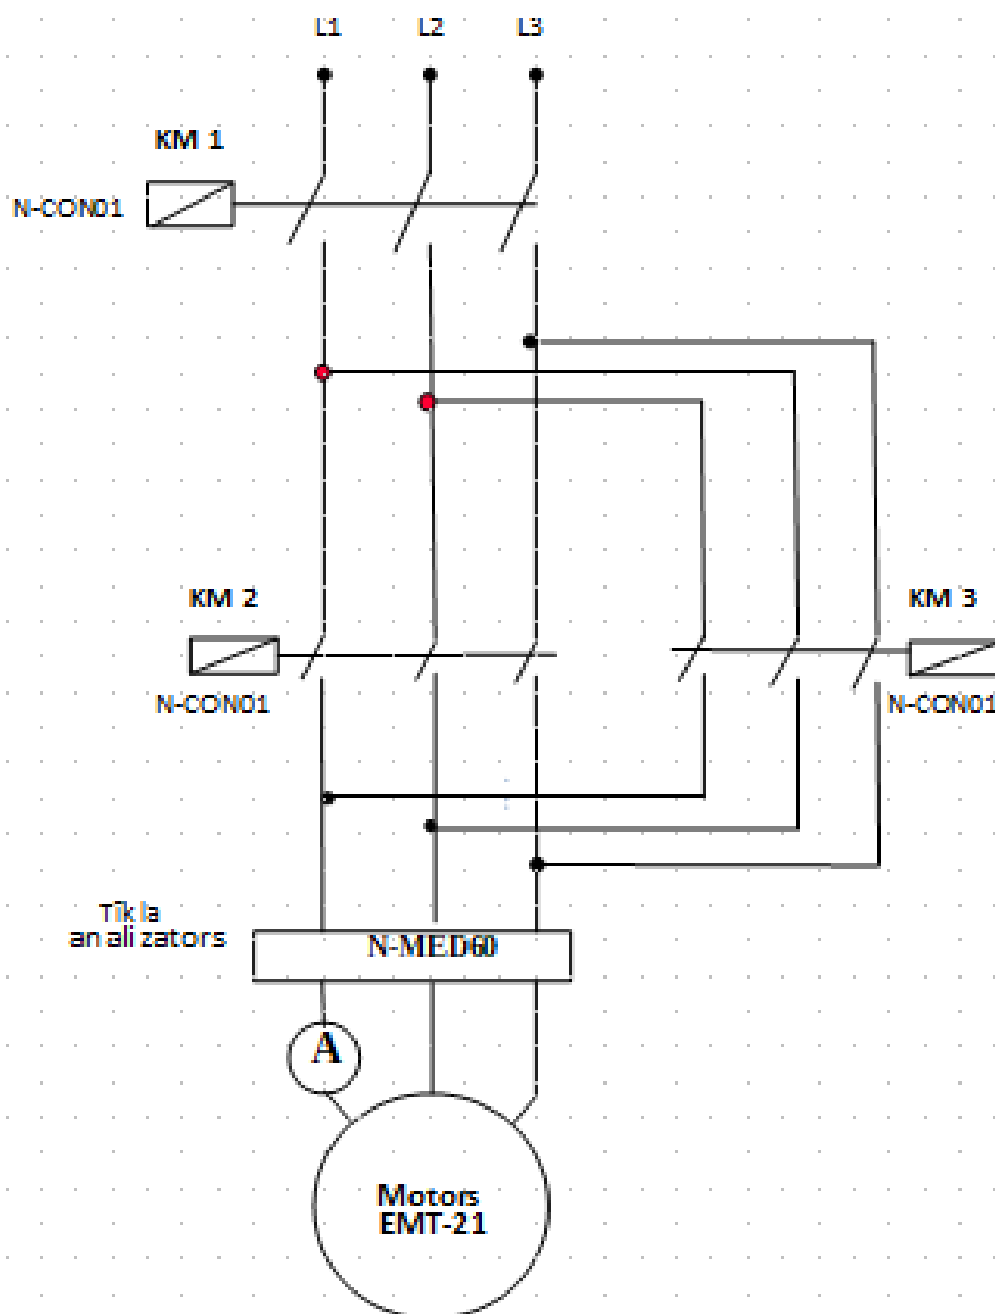 L1 L2 L3
KM 1
N-CON01
KM 2
KM 3
N-CON01
N-CON01
Tīkla
analizators
N-MED60
A
Motors
EMT-21